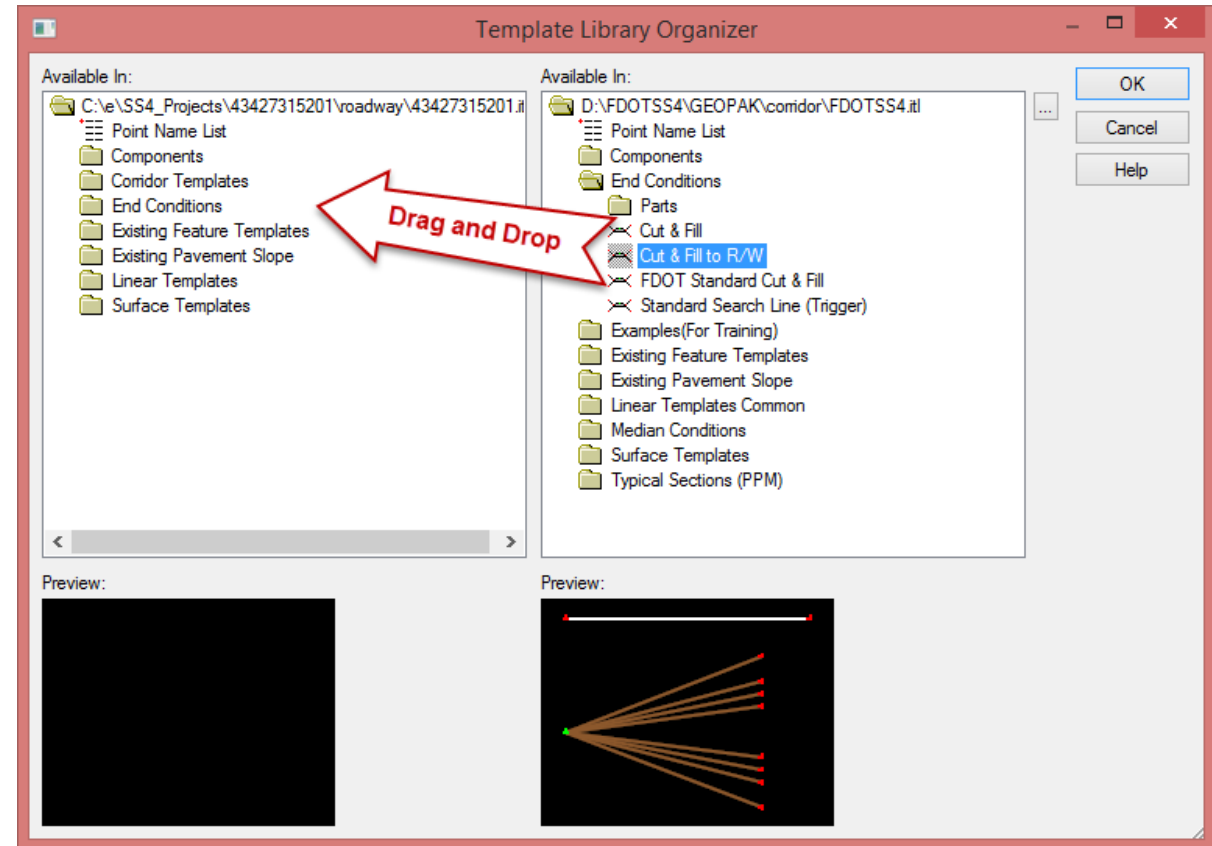 Template Library Organizer
Available In:
C:\e\SS4_Projects\43427315201\roadway\43427315201.it
Point Name List
Components
Corridor Templates
End Conditions
Existing Feature Templates
Existing Pavement Slope
Linear Templates
Surface Templates
Drag and Drop
Available In:
D:\FDOTSS4\GEOPAK\corridor\FDOTSS4.itl
Point Name List
Components
End Conditions
Parts
Cut & Fill
Cut & Fill to R/W
FDOT Standard Cut & Fill
Standard Search Line (Trigger)
Examples(For Training)
Existing Feature Templates
Existing Pavement Slope
Linear Templates Common
Median Conditions
Surface Templates
Typical Sections (PPM)
...
OK
Cancel
Help
Preview:
Preview: